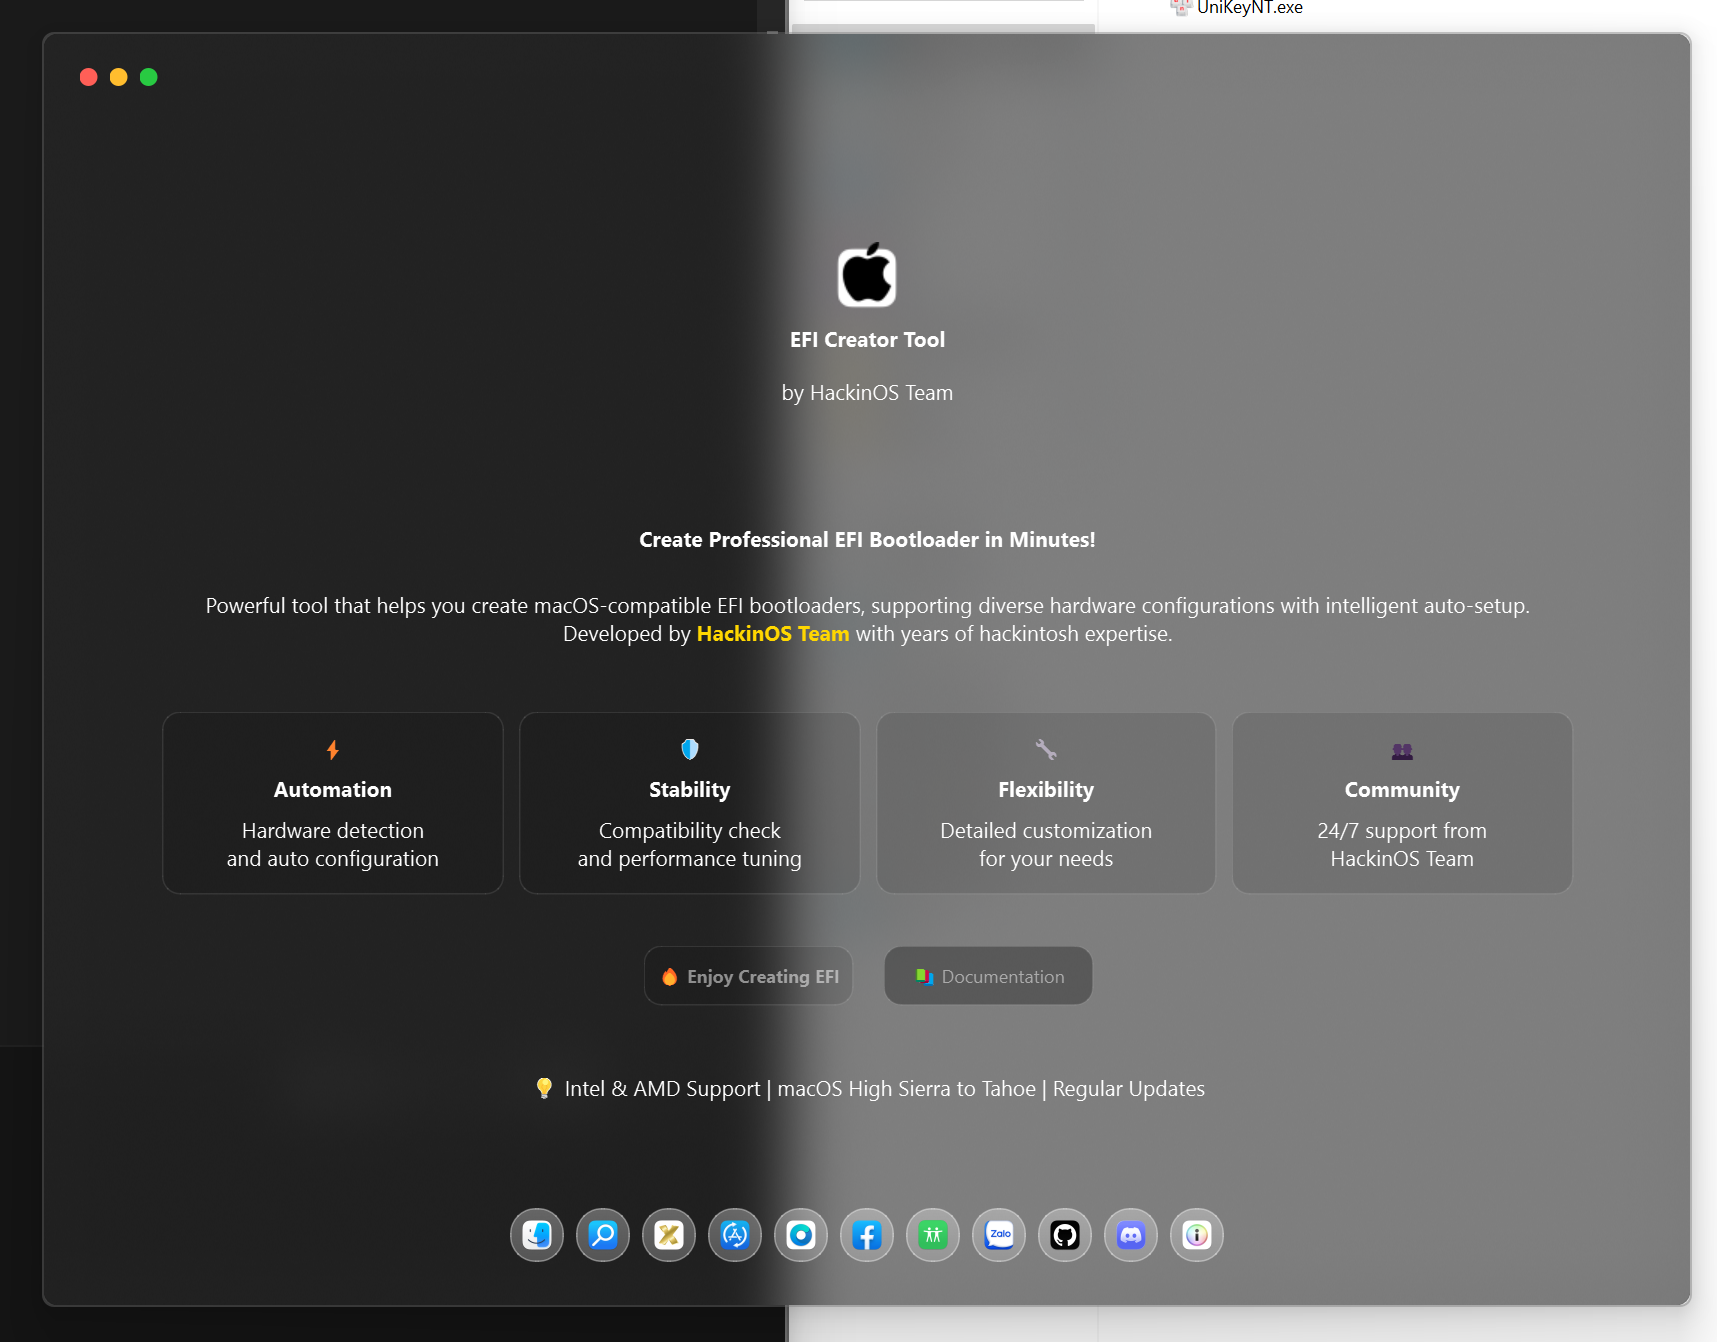 UniKeyNT.exe
EFI Creator Tool
by HackinOS Team
Create Professional EFI Bootloader in Minutes!
Powerful tool that helps you create macOS-compatible EFI bootloaders, supporting diverse hardware configurations with intelligent auto-setup.
Developed by HackinOS Team with years of hackintosh expertise.
Automation
Hardware detection
and auto configuration
Stability
Compatibility check
and performance tuning
Flexibility
Detailed customization
for your needs
Community
24/7 support from
HackinOS Team
Enjoy Creating EFI
Documentation
Intel & AMD Support | macOS High Sierra to Tahoe | Regular Updates
Zalo